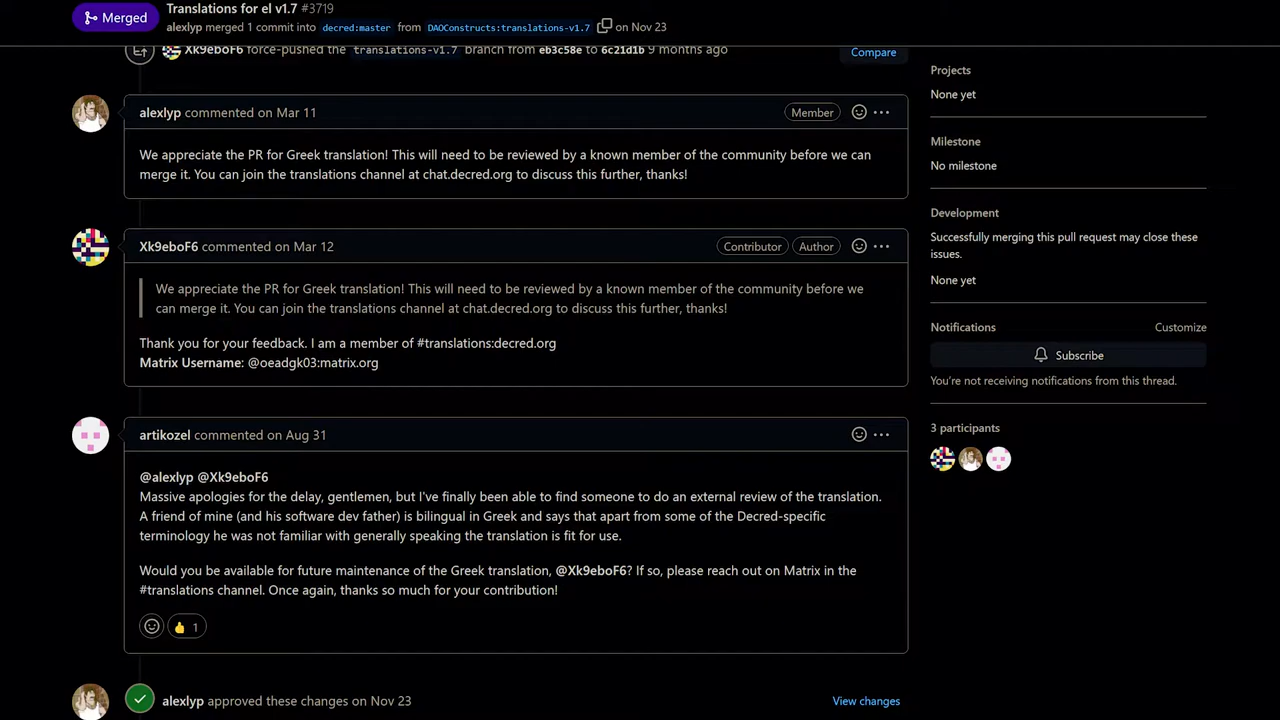 Merged
Translations for el v1.7 #3719
alexlyp merged 1 commit into decred:master from DAOConstructs:translations-v1.7 on Nov 23
Xk9eboF6 force-pushed the translations-v1.7 branch from eb3c58e to 6c21d1b 9 months ago
Compare
alexlyp commented on Mar 11
Member
We appreciate the PR for Greek translation! This will need to be reviewed by a known member of the community before we can
merge it. You can join the translations channel at chat.decred.org to discuss this further, thanks!
Xk9eboF6 commented on Mar 12
Contributor Author
We appreciate the PR for Greek translation! This will need to be reviewed by a known member of the community before we
can merge it. You can join the translations channel at chat.decred.org to discuss this further, thanks!
Thank you for your feedback. I am a member of #translations:decred.org
Matrix Username: @oeadgk03:matrix.org
artikozel commented on Aug 31
@alexlyp @Xk9eboF6
Massive apologies for the delay, gentlemen, but I've finally been able to find someone to do an external review of the translation.
A friend of mine (and his software dev father) is bilingual in Greek and says that apart from some of the Decred-specific
terminology he was not familiar with generally speaking the translation is fit for use.
Would you be available for future maintenance of the Greek translation, @Xk9eboF6? If so, please reach out on Matrix in the
#translations channel. Once again, thanks so much for your contribution!
1
alexlyp approved these changes on Nov 23
View changes
Projects
None yet
Milestone
No milestone
Development
Successfully merging this pull request may close these
issues.
None yet
Notifications
Customize
Subscribe
You're not receiving notifications from this thread.
3 participants